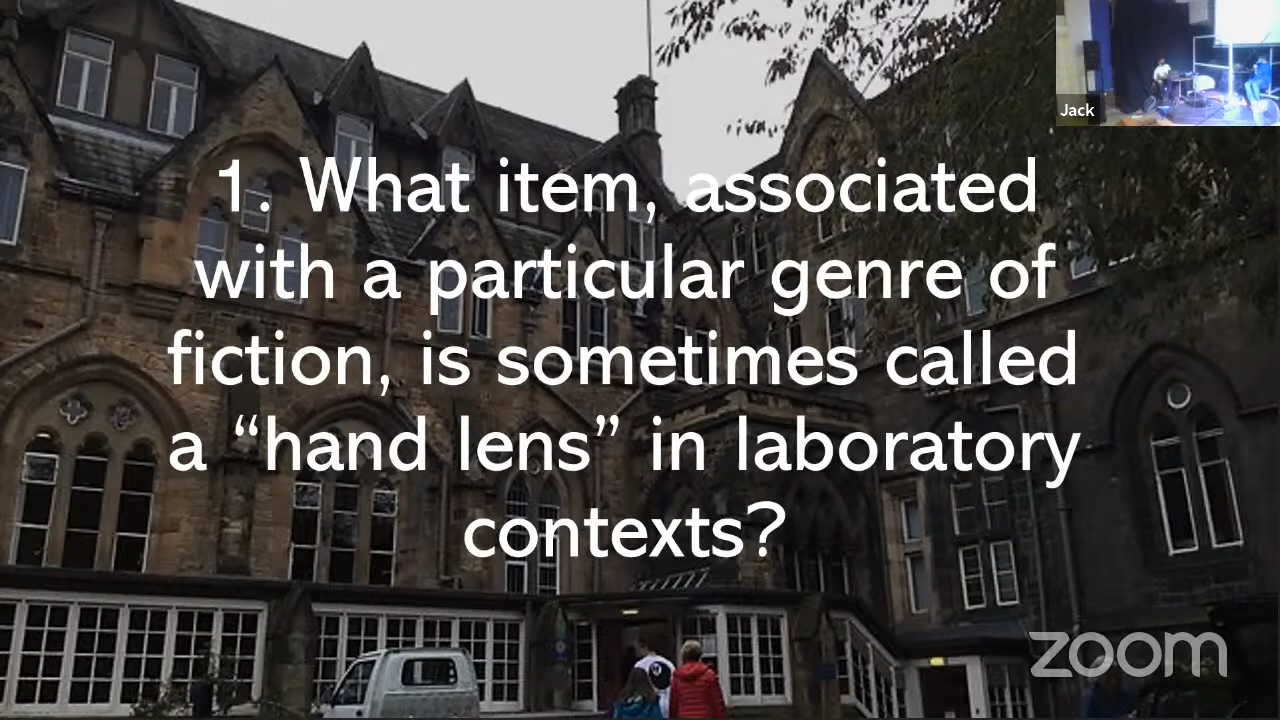 Jack
1. What item, associated
with a particular genre of
fiction, is sometimes called
a “hand lens” in laboratory
contexts?
zoom